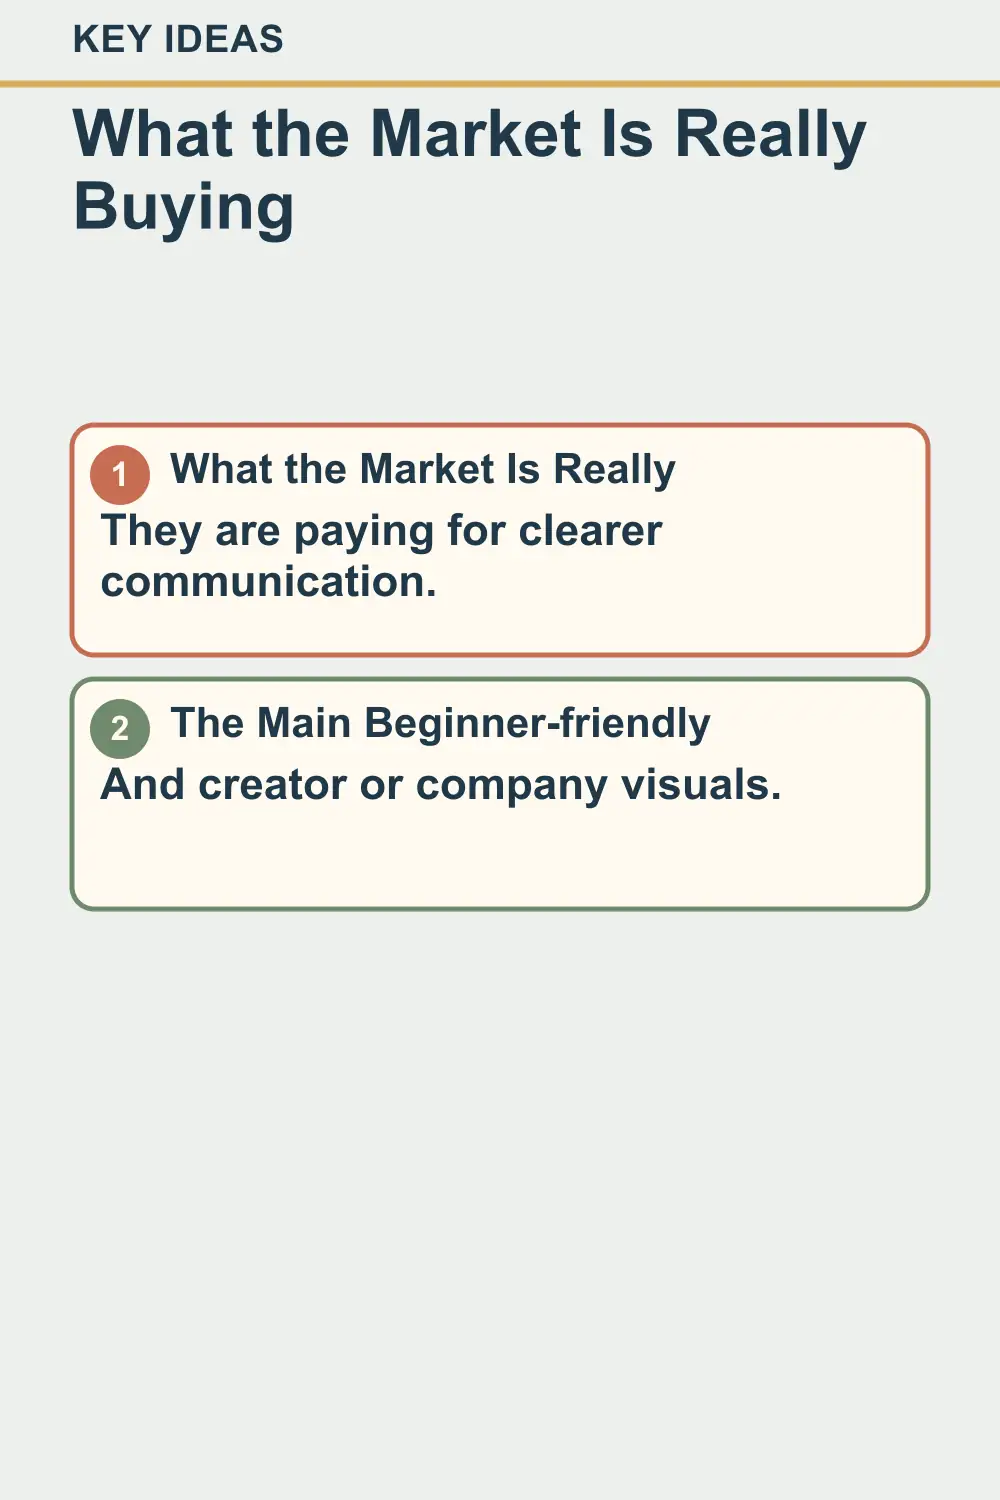 KEY IDEAS
What the Market Is Really
Buying
1 What the Market Is Really
They are paying for clearer
communication.
2 The Main Beginner-friendly
And creator or company visuals.